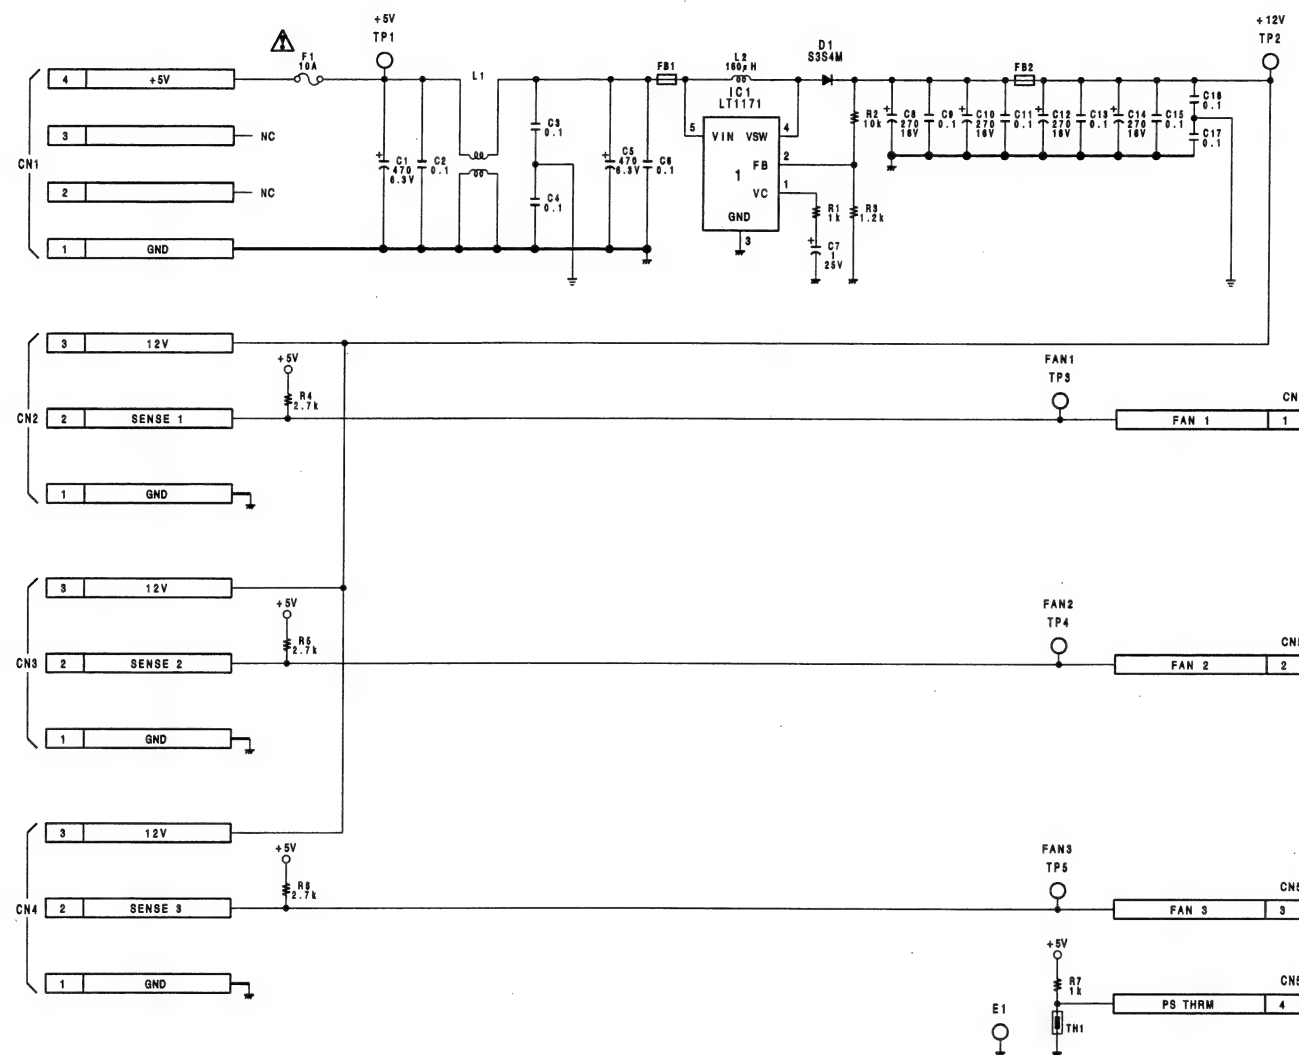 +5V
TP1
+12V
TP2
F1
10A
L1
FB1
L2
160μH
IC1
LT1171
D1
S3S4M
FB2
CN1
4 +5V
3 NC
2 NC
1 GND
C1
470
6.3V
C2
0.1
C3
0.1
C4
0.1
C5
470
6.3V
C6
0.1
5 VIN VSW 4
FB 2
1
VC 1
GND
3
R1
1k
C7
1
25V
R2
10k
R3
1.2k
C8
270
16V
C9
0.1
C10
270
16V
C11
0.1
C12
270
16V
C13
0.1
C14
270
16V
C15
0.1
C16
0.1
C17
0.1
CN2
3 12V
+5V
R4
2.7k
2 SENSE 1
1 GND
FAN1
TP3
CN
FAN 1 1
CN3
3 12V
+5V
R5
2.7k
2 SENSE 2
1 GND
FAN2
TP4
CN
FAN 2 2
CN4
3 12V
+5V
R6
2.7k
2 SENSE 3
1 GND
FAN3
TP5
CN5
FAN 3 3
+5V
R7
1k
CN5
PS THRM 4
TH1
E1